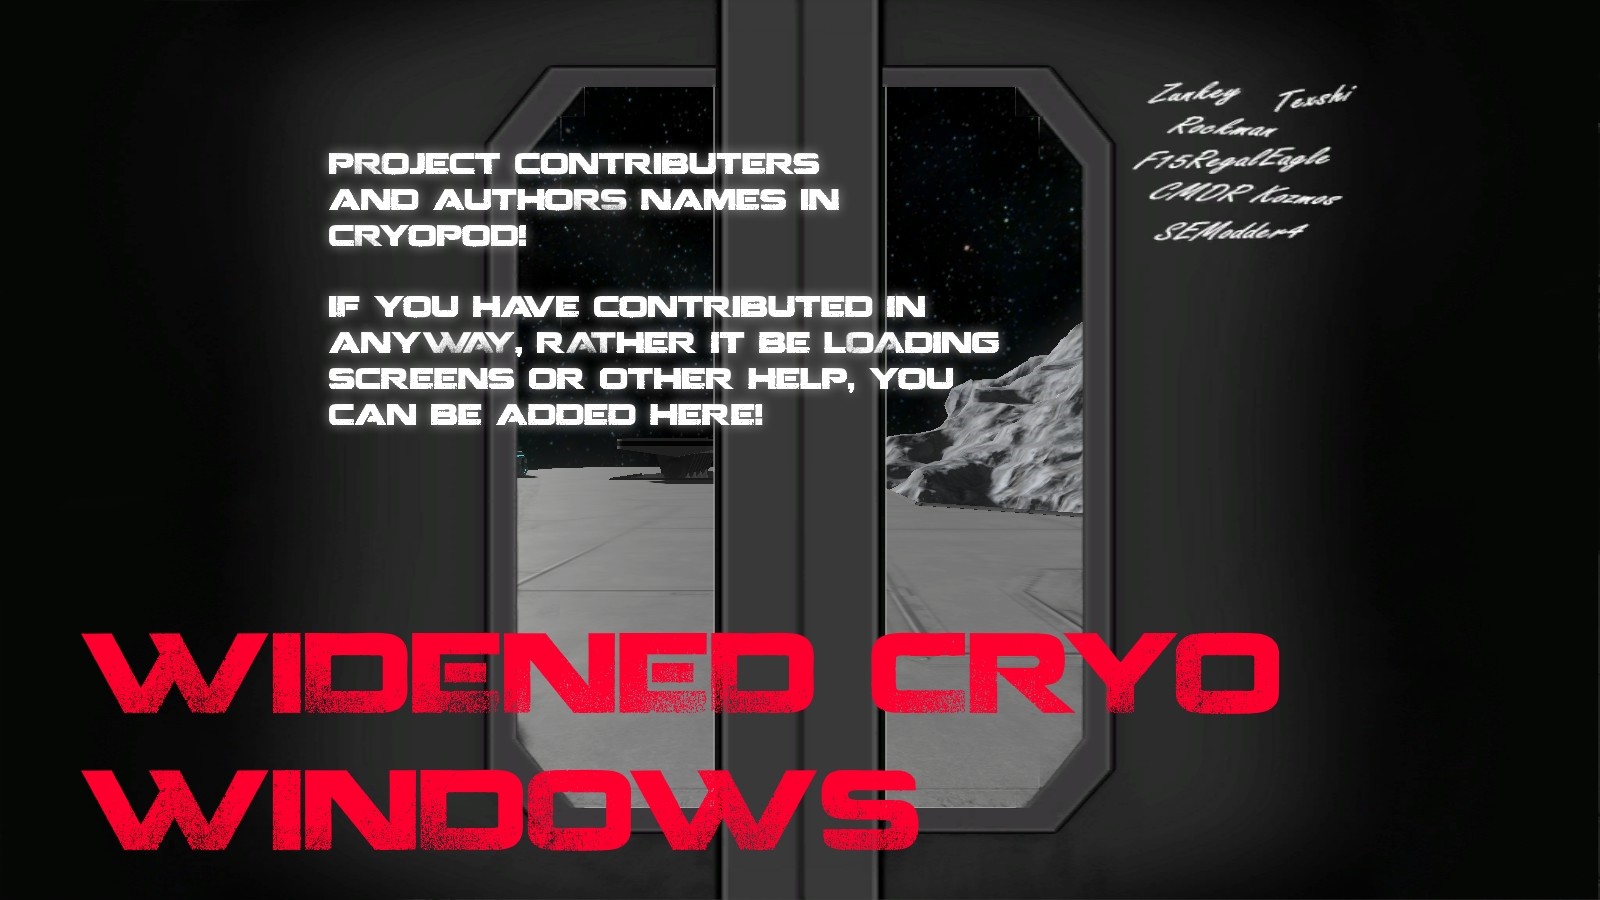 PROJECT CONTRIBUTERS
AND AUTHORS NAMES IN
CRYOPOD!
IF YOU HAVE CONTRIBUTED IN
ANYWAY, RATHER IT BE LOADING
SCREENS OR OTHER HELP, YOU
CAN BE ADDED HERE!
Zankey Texshi
Rockman
F15RegalEagle
CMDR Kozmos
SEModder4
WIDENED CRYO
WINDOWS